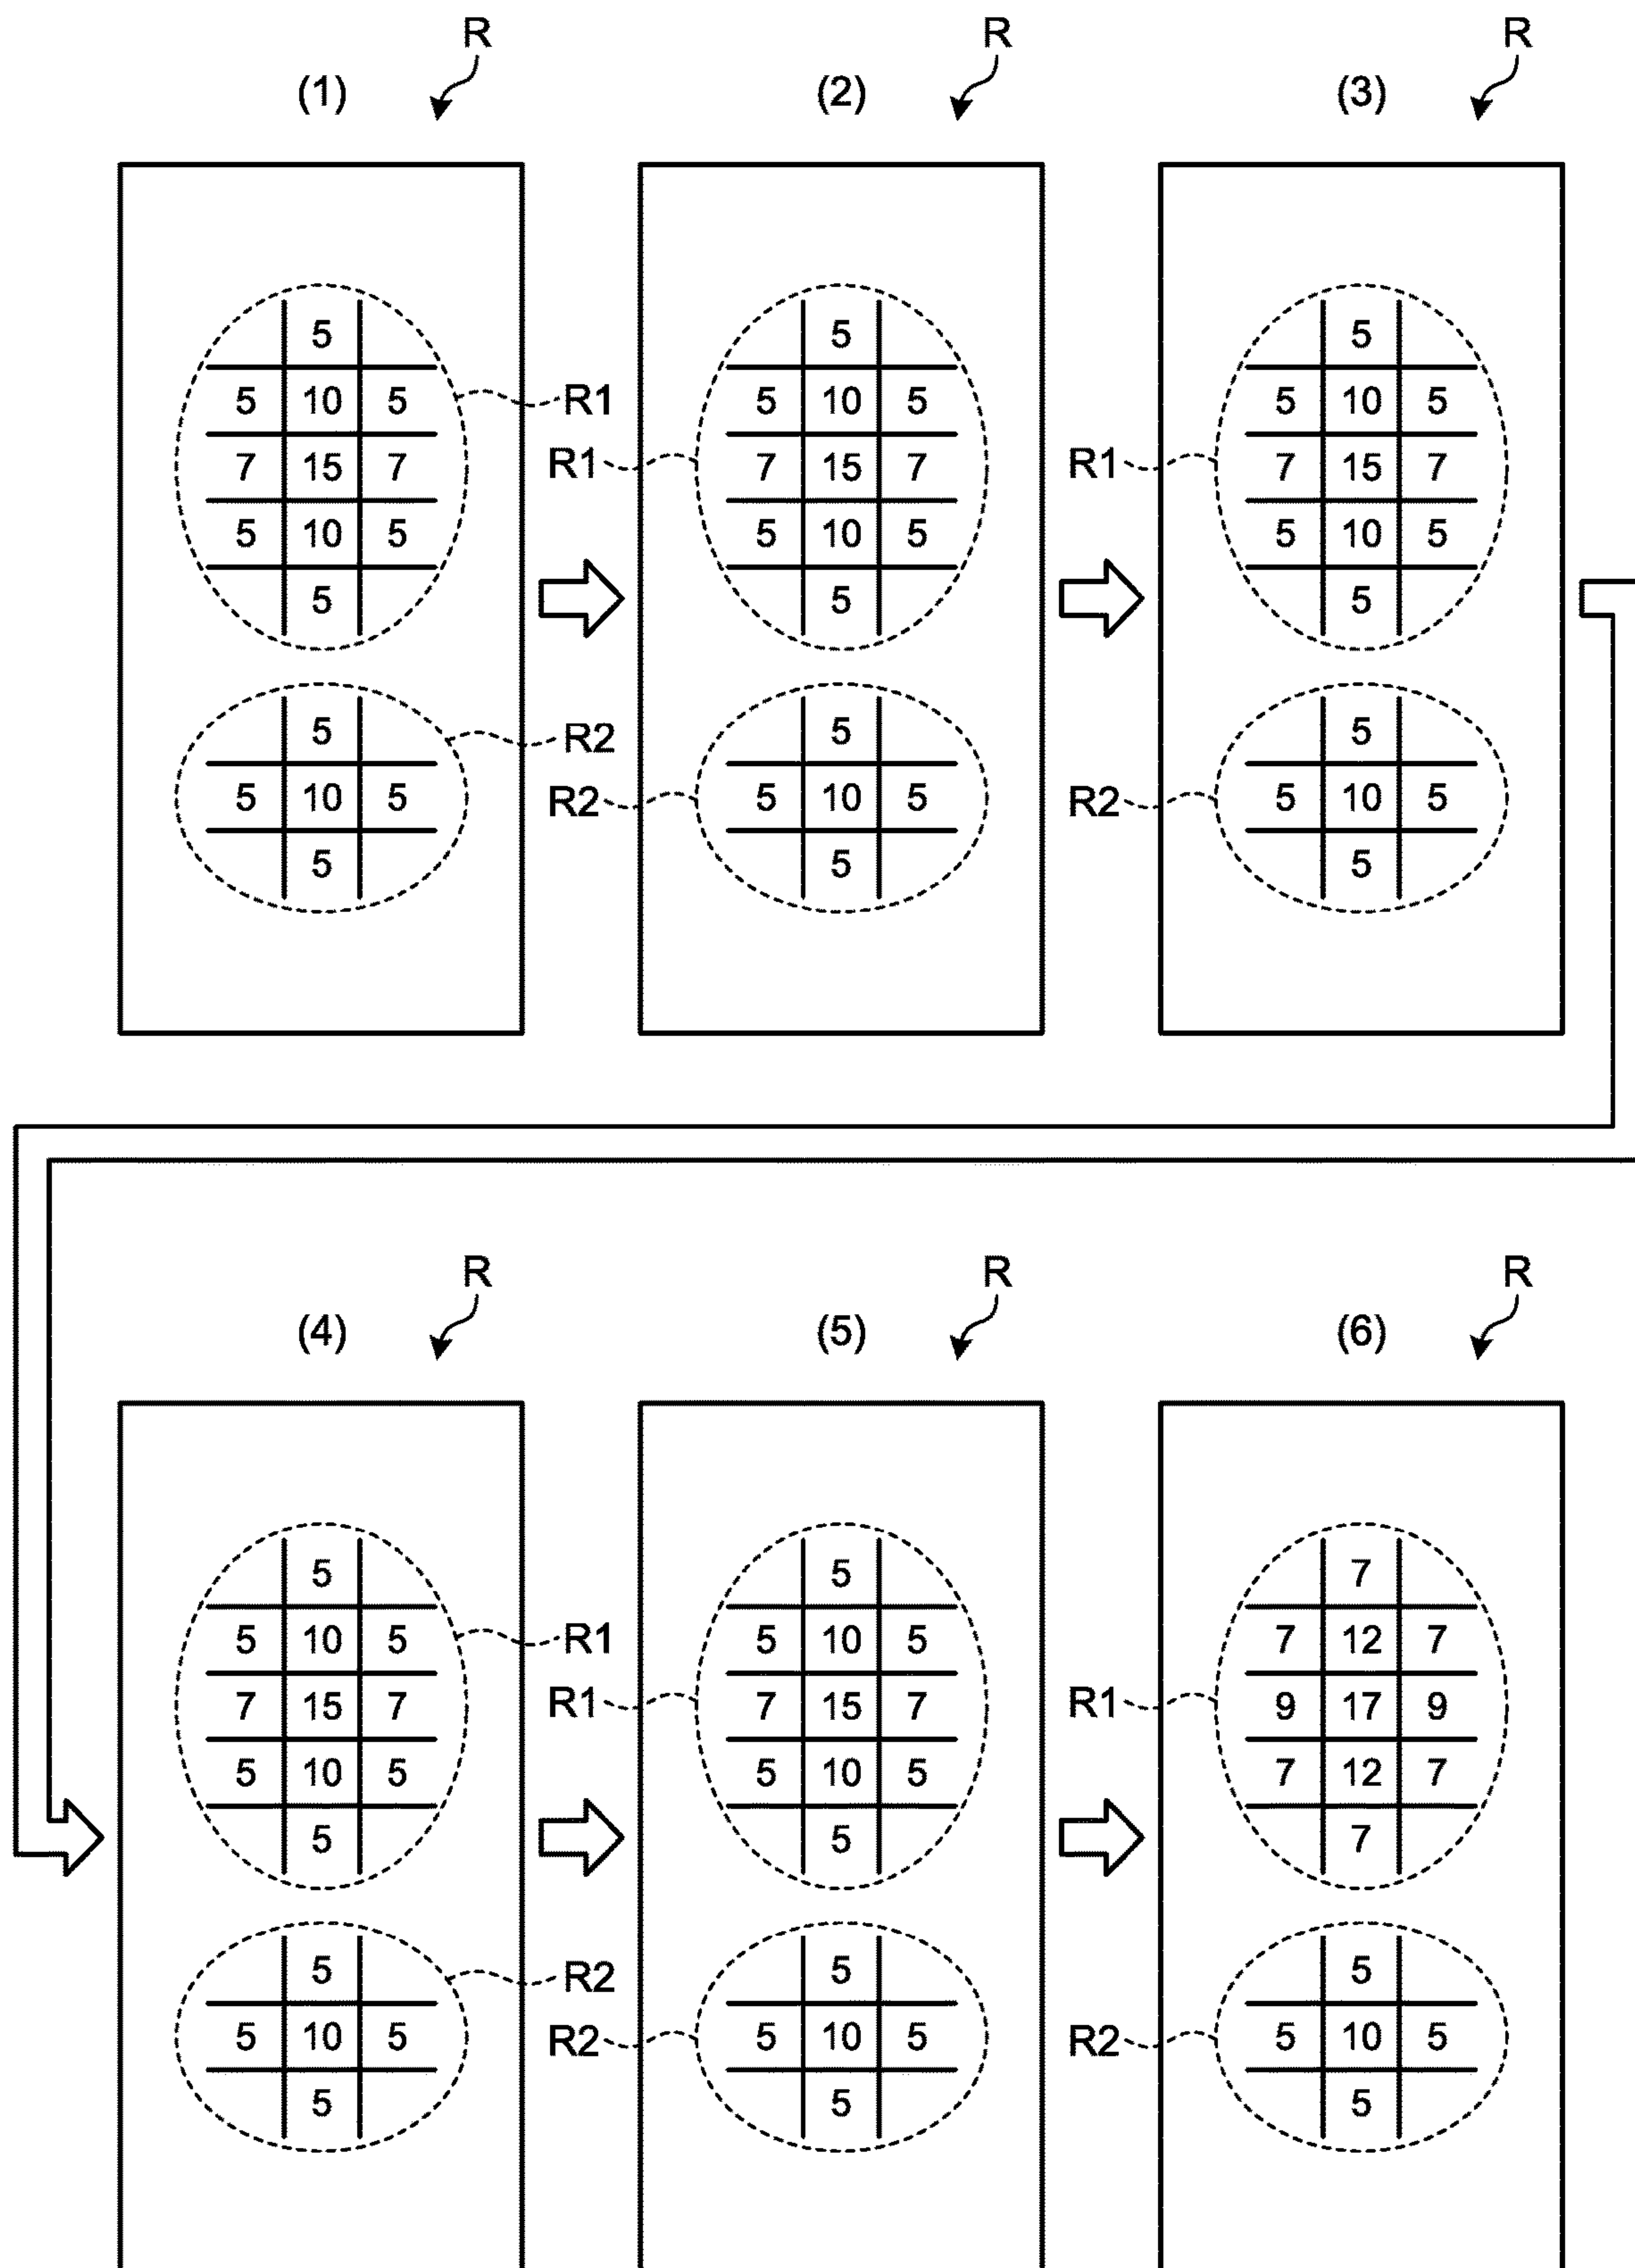 R R R
(1) (2) (3)
5 5 5
5 10 5 R1 5 10 5 5 10 5
7 15 7 R1 7 15 7 R1 7 15 7
5 10 5 5 10 5 5 10 5
5 5 5
5 R2 5 5
5 10 5 R2 5 10 5 R2 5 10 5
5 5 5
R R R
(4) (5) (6)
5 5 7
5 10 5 R1 5 10 5 7 12 7
7 15 7 R1 7 15 7 R1 9 17 9
5 10 5 5 10 5 7 12 7
5 5 7
5 R2 5 5
5 10 5 R2 5 10 5 R2 5 10 5
5 5 5